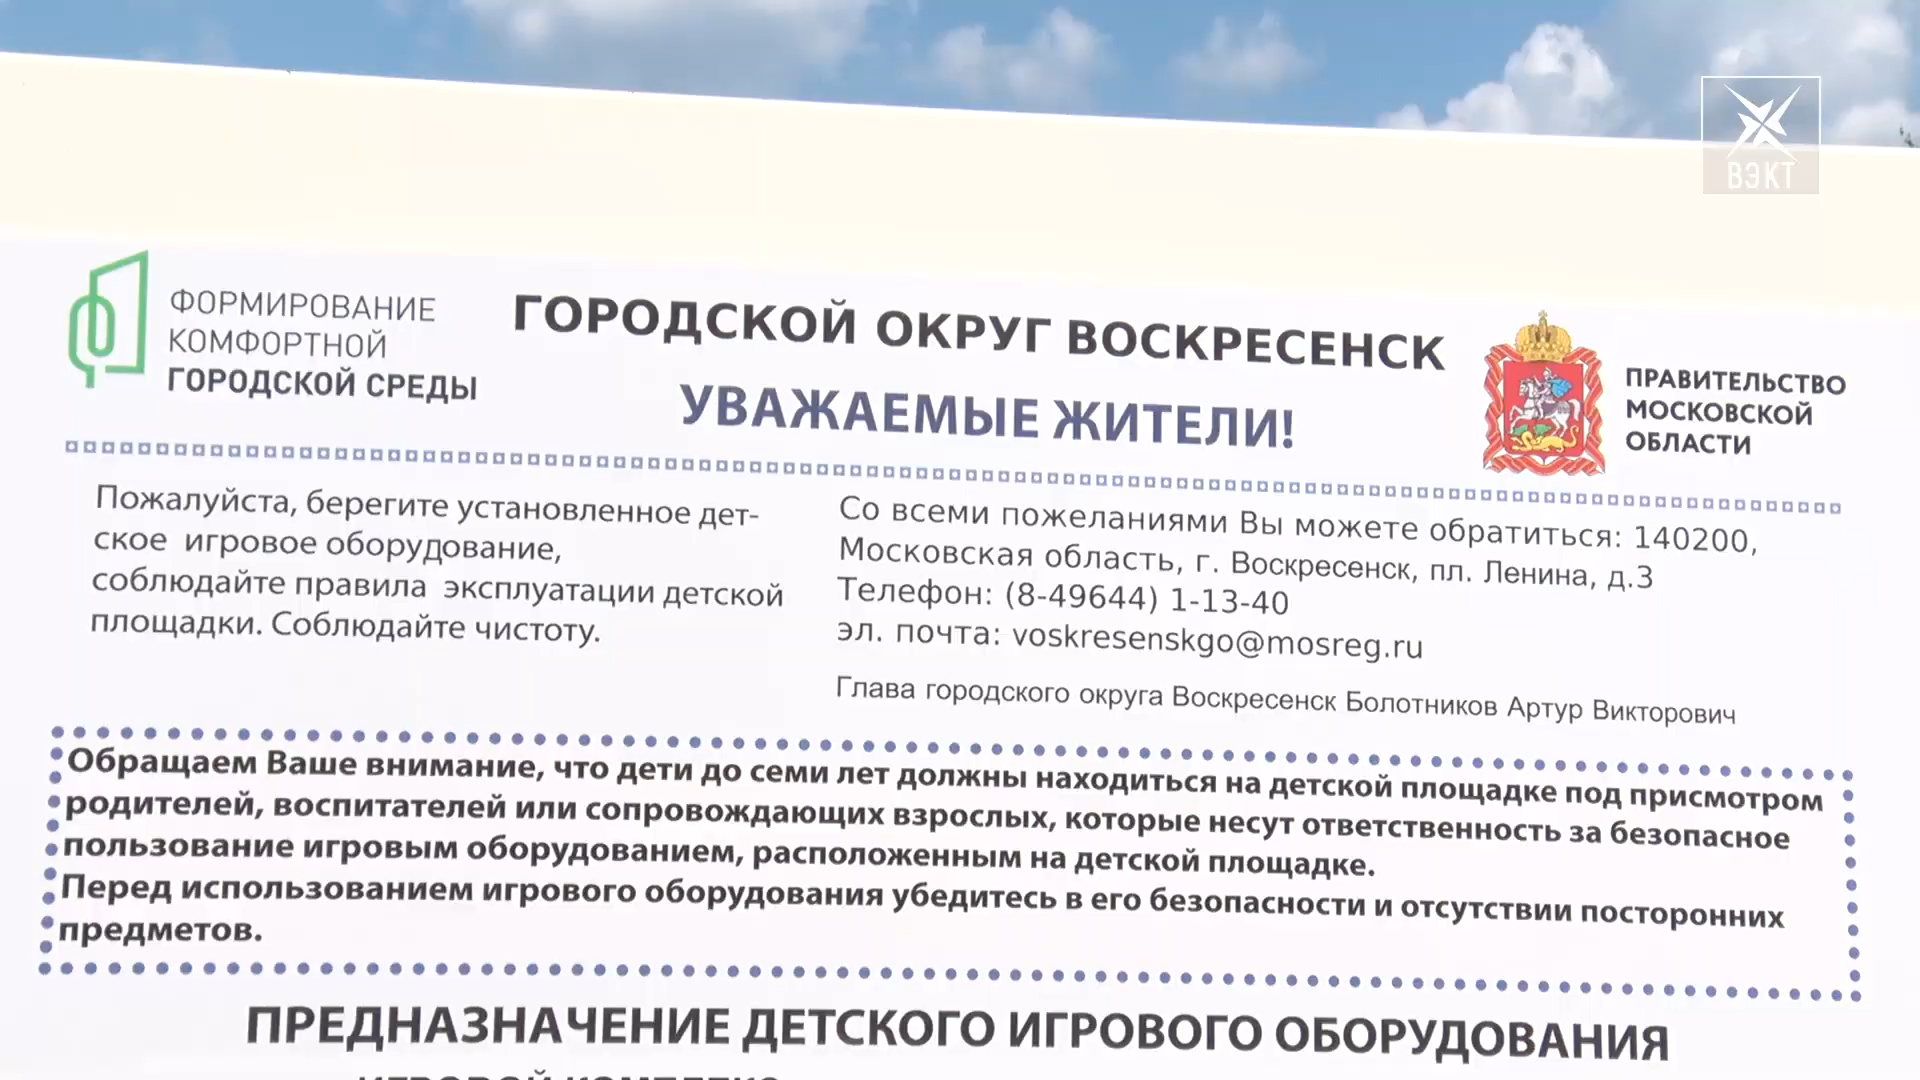 ВЭКТ
ФОРМИРОВАНИЕ
КОМФОРТНОЙ
ГОРОДСКОЙ СРЕДЫ
ГОРОДСКОЙ ОКРУГ ВОСКРЕСЕНСК
УВАЖАЕМЫЕ ЖИТЕЛИ!
ПРАВИТЕЛЬСТВО
МОСКОВСКОЙ
ОБЛАСТИ
Пожалуйста, берегите установленное дет-
ское игровое оборудование,
соблюдайте правила эксплуатации детской
площадки. Соблюдайте чистоту.
Со всеми пожеланиями Вы можете обратиться: 140200,
Московская область, г. Воскресенск, пл. Ленина, д.3
Телефон: (8-49644) 1-13-40
эл. почта: voskresenskgo@mosreg.ru
Глава городского округа Воскресенск Болотников Артур Викторович
Обращаем Ваше внимание, что дети до семи лет должны находиться на детской площадке под присмотром
родителей, воспитателей или сопровождающих взрослых, которые несут ответственность за безопасное
пользование игровым оборудованием, расположенным на детской площадке.
Перед использованием игрового оборудования убедитесь в его безопасности и отсутствии посторонних
предметов.
ПРЕДНАЗНАЧЕНИЕ ДЕТСКОГО ИГРОВОГО ОБОРУДОВАНИЯ